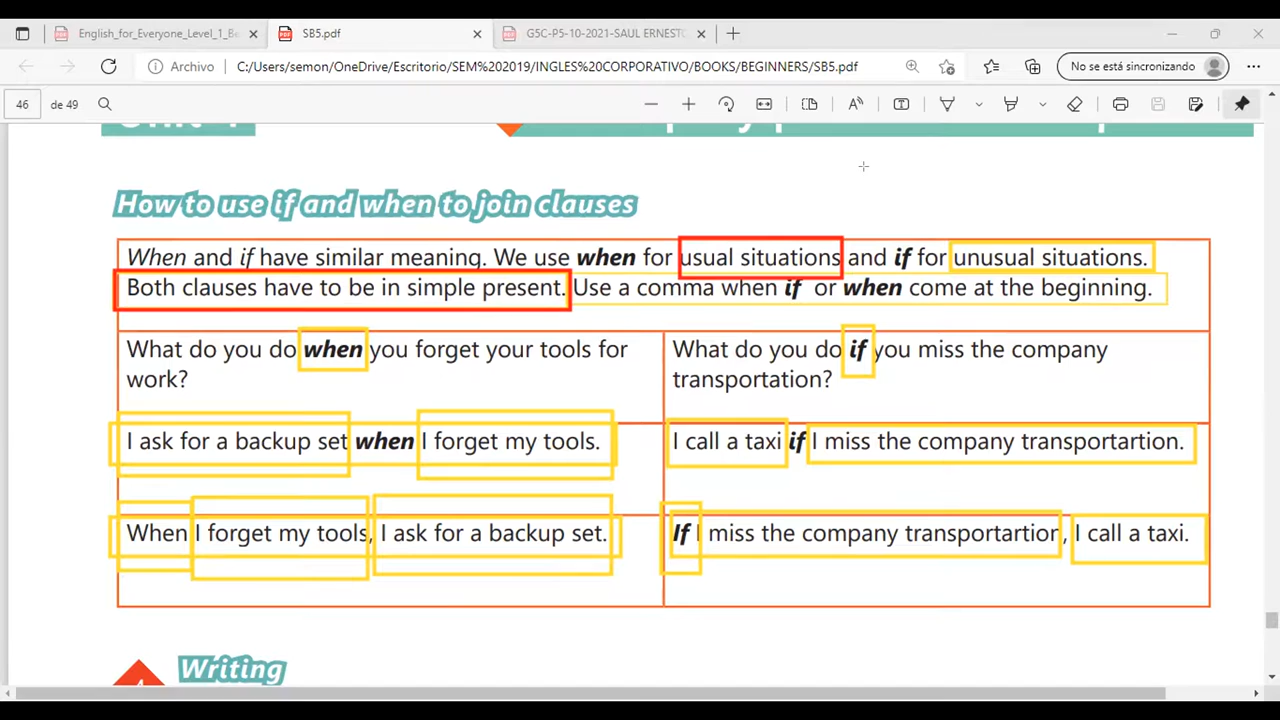 English_for_Everyone_Level_1_Be
SB5.pdf
G5C-P5-10-2021-SAUL ERNESTO
Archivo
C:/Users/semon/OneDrive/Escritorio/SEM%202019/INGLES%20CORPORATIVO/BOOKS/BEGINNERS/SB5.pdf
No se está sincronizando
46 de 49
How to use if and when to join clauses
When and if have similar meaning. We use when for usual situations and if for unusual situations.
Both clauses have to be in simple present. Use a comma when if or when come at the beginning.
What do you do when you forget your tools for
work?
What do you do if you miss the company
transportation?
I ask for a backup set when I forget my tools.
I call a taxi if I miss the company transportartion.
When I forget my tools, I ask for a backup set.
If I miss the company transportartion, I call a taxi.
Writing